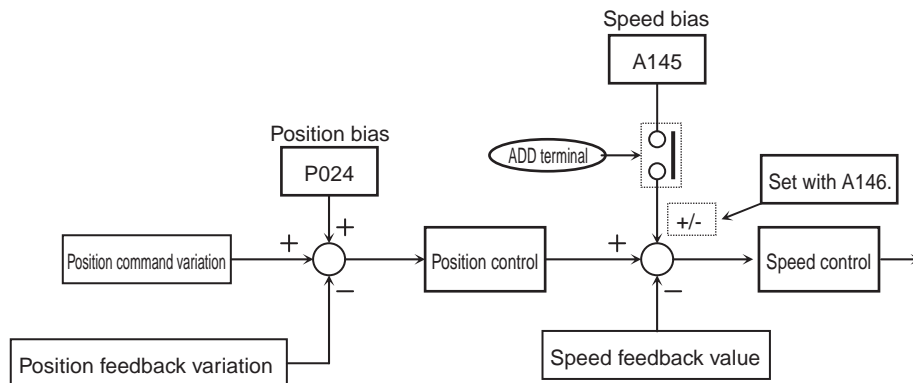 Speed bias
A145
Position bias
P024
ADD terminal
Set with A146.
+/-
+
+
+
Position command variation
Position control
Speed control
−
−
Position feedback variation
Speed feedback value